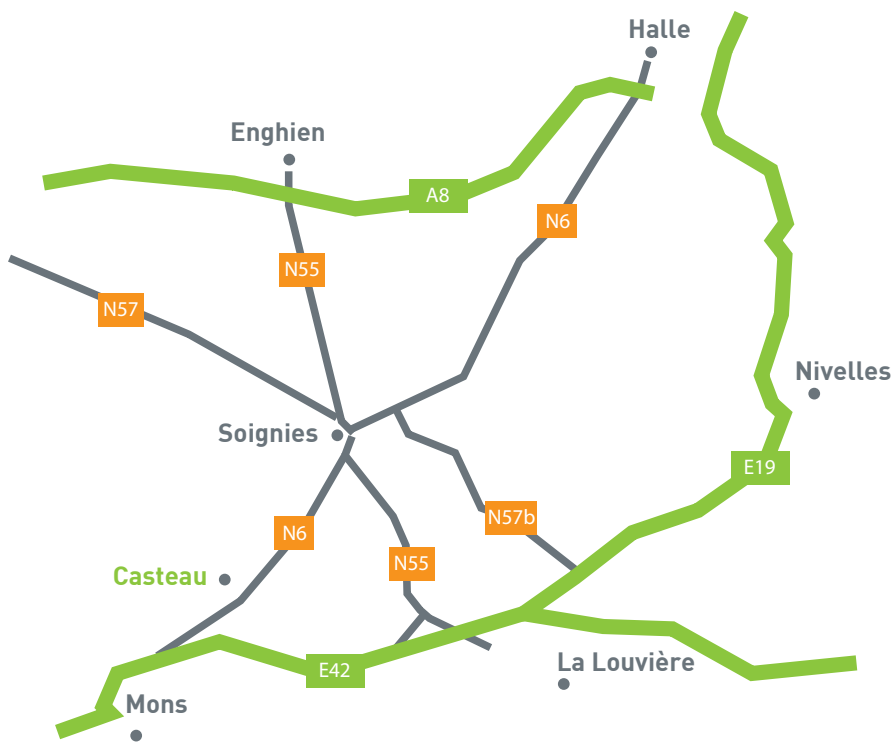 Halle
Enghien
A8
N6
N55
N57
Nivelles
Soignies
E19
N57b
N6
N55
Casteau
La Louvière
E42
Mons